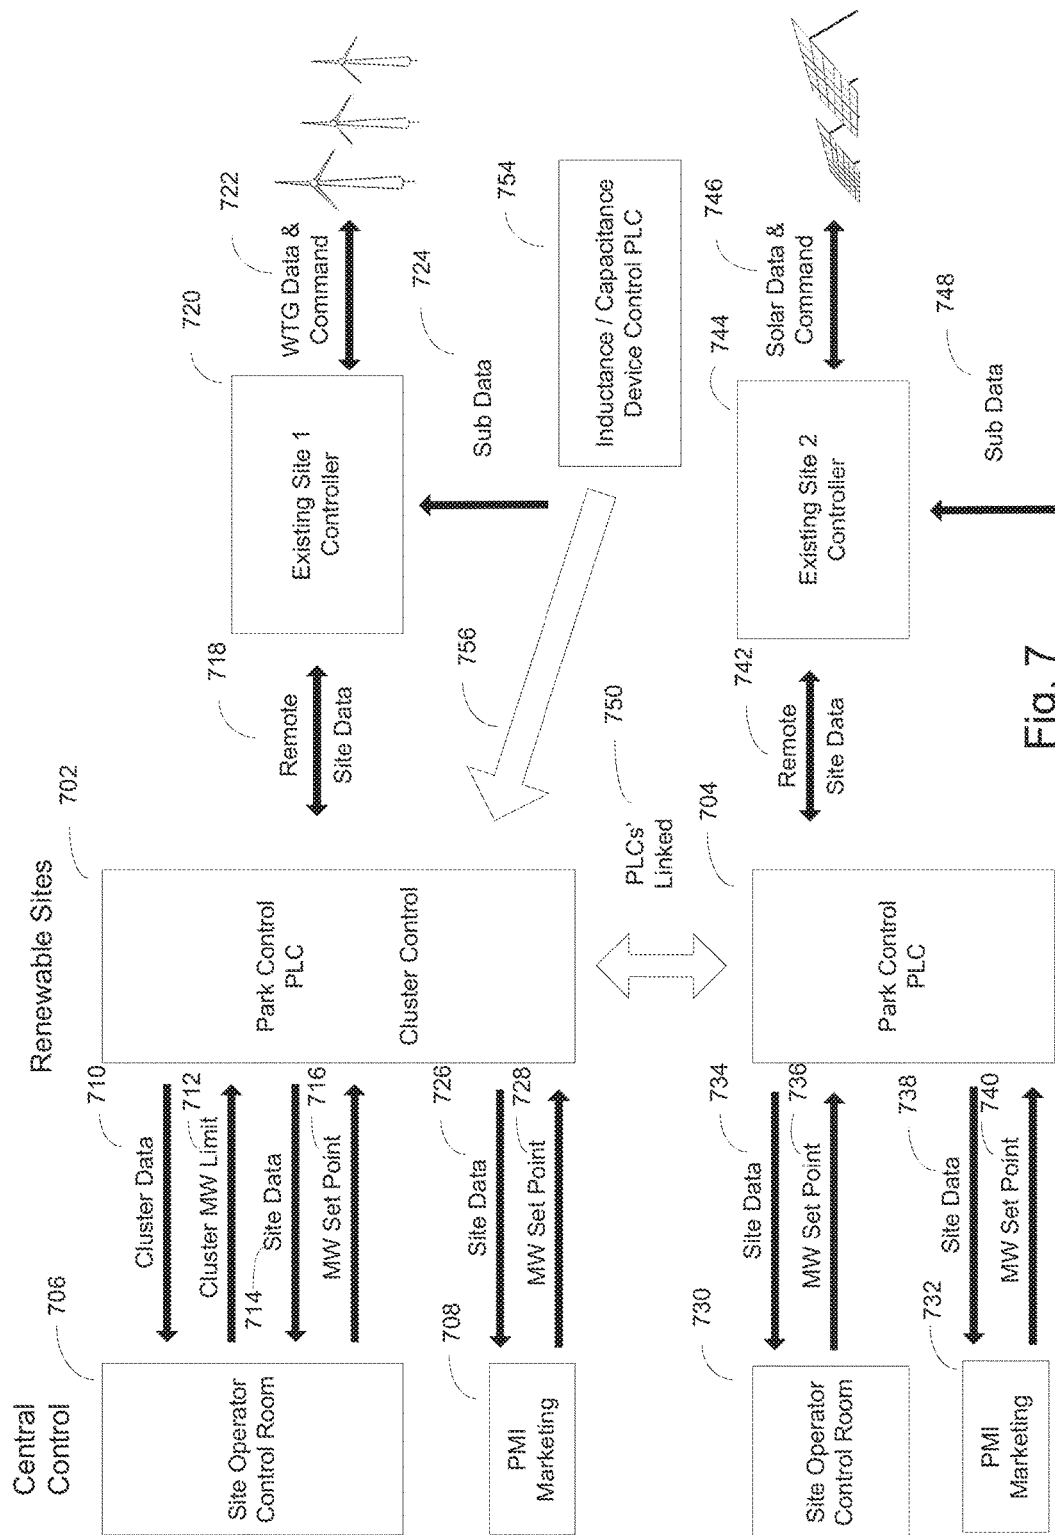 Central
Control
Renewable Sites
706
Site Operator
Control Room
710
Cluster Data
712
Cluster MW Limit
714
Site Data
716
MW Set Point
702
Park Control
PLC
Cluster Control
718
Remote
Site Data
720
Existing Site 1
Controller
722
WTG Data &
Command
724
Sub Data
708
PMI
Marketing
726
Site Data
728
MW Set Point
756
754
Inductance / Capacitance
Device Control PLC
750
PLCs'
Linked
730
Site Operator
Control Room
734
Site Data
736
MW Set Point
704
Park Control
PLC
742
Remote
Site Data
744
Existing Site 2
Controller
746
Solar Data &
Command
748
Sub Data
732
PMI
Marketing
738
Site Data
740
MW Set Point
Fig. 7